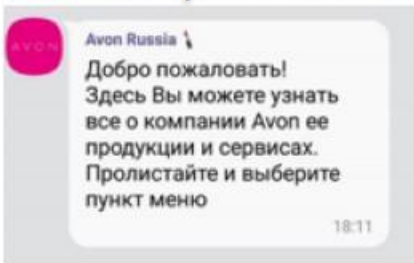 AVON
Avon Russia
Добро пожаловать!
Здесь Вы можете узнать
все о компании Avon ее
продукции и сервисах.
Пролистайте и выберите
пункт меню
18:11